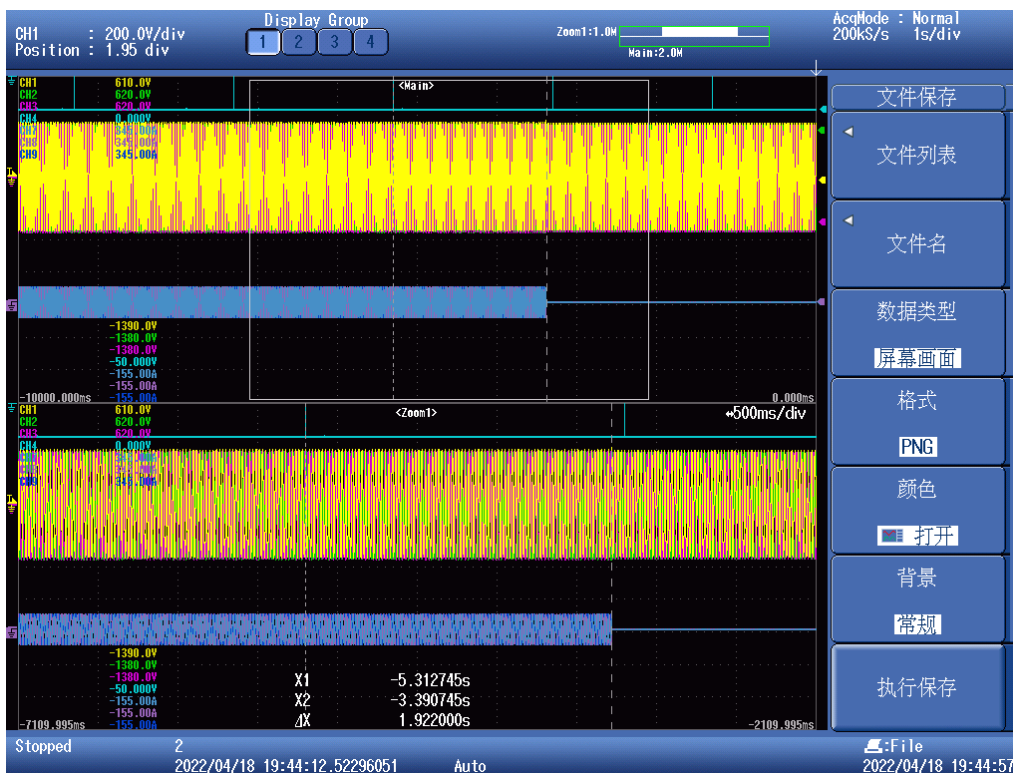 CH1 : 200.0V/div
Position : 1.95 div
Display Group
1 2 3 4
Zoom1:1.0M
Main:2.0M
AcqMode : Normal
200kS/s 1s/div
<Main>
CH1 610.0V
CH2 620.0V
CH3 620.0V
CH4 0.000V
CH7 345.00A
CH8 345.00A
CH9 345.00A
-1390.0V
-1380.0V
-1380.0V
-50.000V
-155.00A
-155.00A
-155.00A
-10000.000ms
0.000ms
<Zoom1>
500ms/div
CH1 610.0V
CH2 620.0V
CH3 620.0V
CH4 0.000V
345.00A
CH9 345.00A
-1390.0V
-1380.0V
-1380.0V
-50.000V
-155.00A
-155.00A
-155.00A
X1 -5.312745s
X2 -3.390745s
ΔX 1.922000s
-7109.995ms
-2109.995ms
文件保存
文件列表
文件名
数据类型
屏幕画面
格式
PNG
颜色
打开
背景
常规
执行保存
Stopped 2
2022/04/18 19:44:12.52296051 Auto
:File
2022/04/18 19:44:57